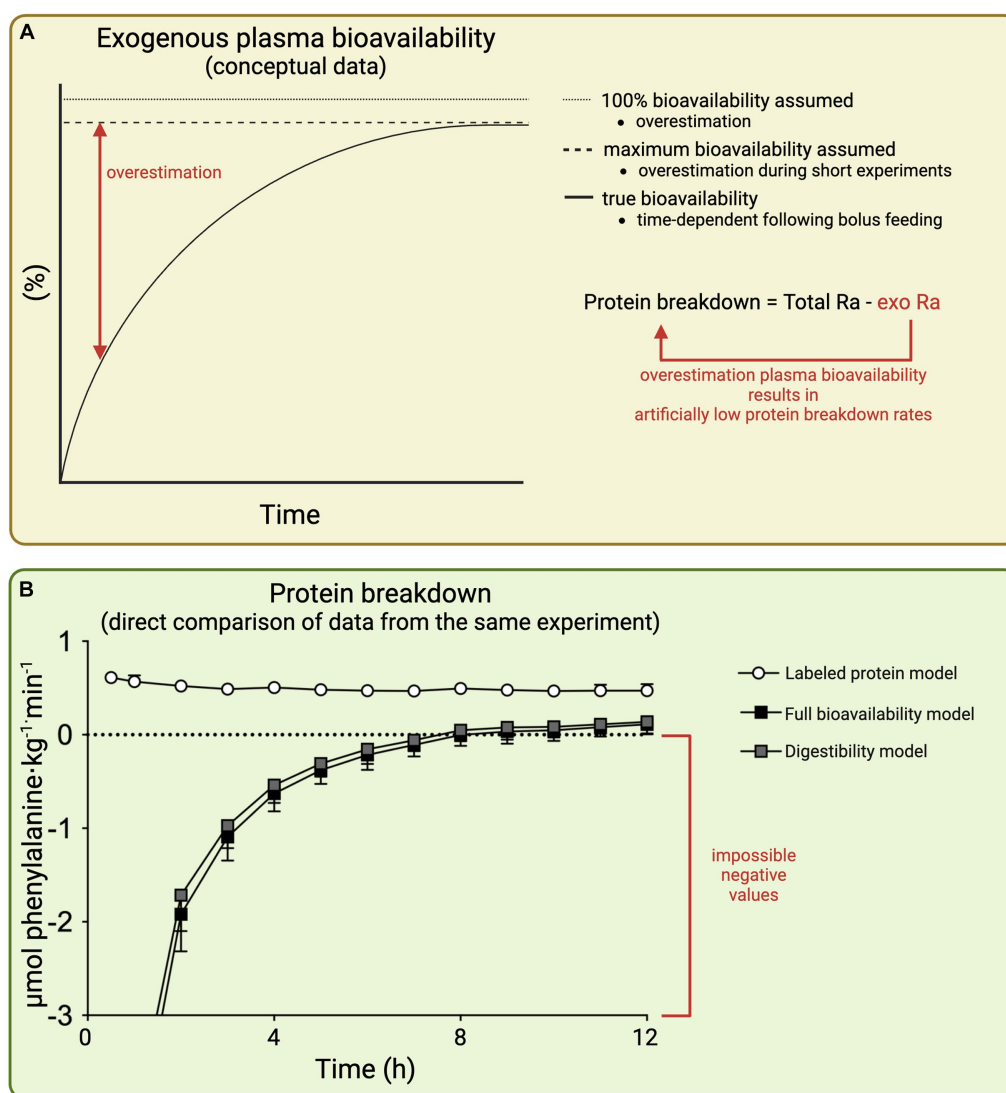 A
Exogenous plasma bioavailability
(conceptual data)
100% bioavailability assumed
• overestimation
maximum bioavailability assumed
• overestimation during short experiments
true bioavailability
• time-dependent following bolus feeding
overestimation
(%)
Time
Protein breakdown = Total Ra - exo Ra
overestimation plasma bioavailability
results in
artificially low protein breakdown rates
B
Protein breakdown
(direct comparison of data from the same experiment)
µmol phenylalanine·kg⁻¹·min⁻¹
1
0
-1
-2
-3
0 4 8 12
Time (h)
Labeled protein model
Full bioavailability model
Digestibility model
impossible
negative
values